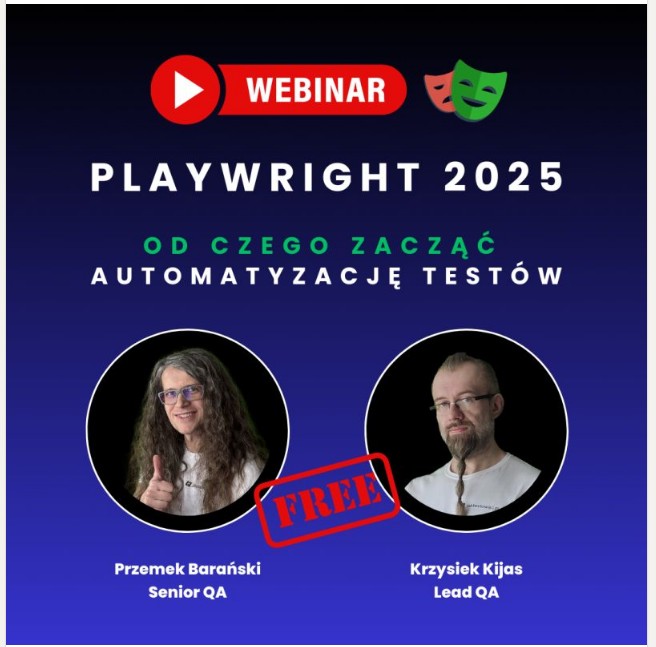 WEBINAR
PLAYWRIGHT 2025
OD CZEGO ZACZĄĆ
AUTOMATYZACJĘ TESTÓW
FREE
Przemek Barański
Senior QA
Krzysiek Kijas
Lead QA